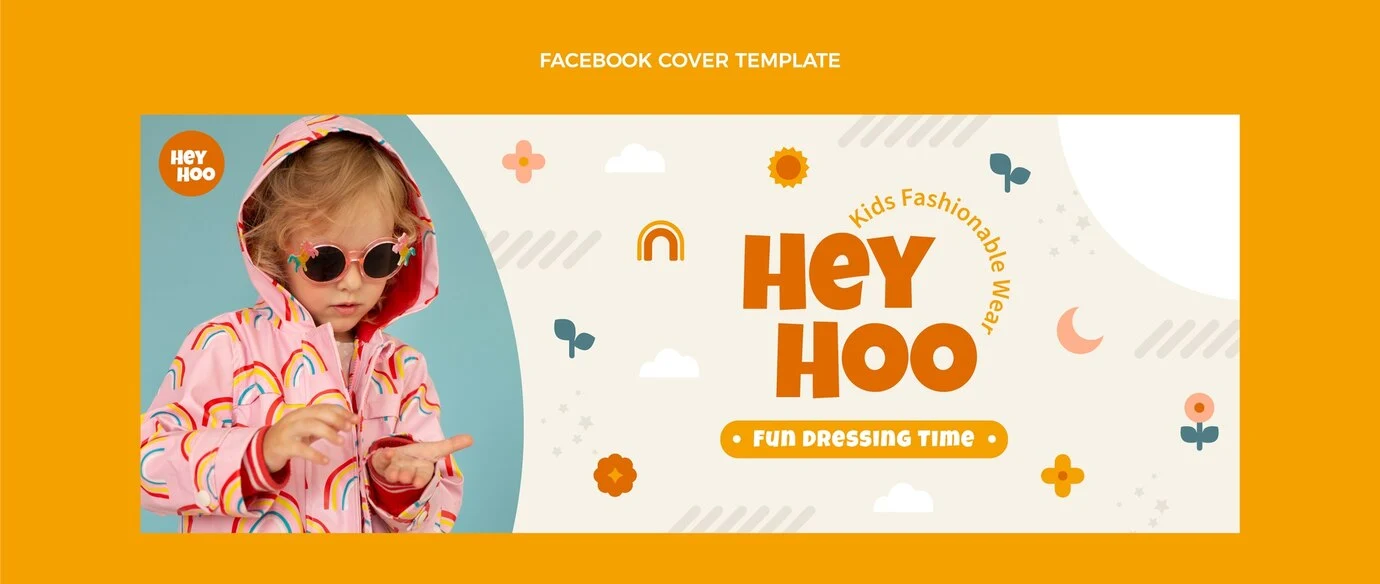 FACEBOOK COVER TEMPLATE
Hey
Hoo
Kids Fashionable Wear
Hey
Hoo
Fun Dressing Time